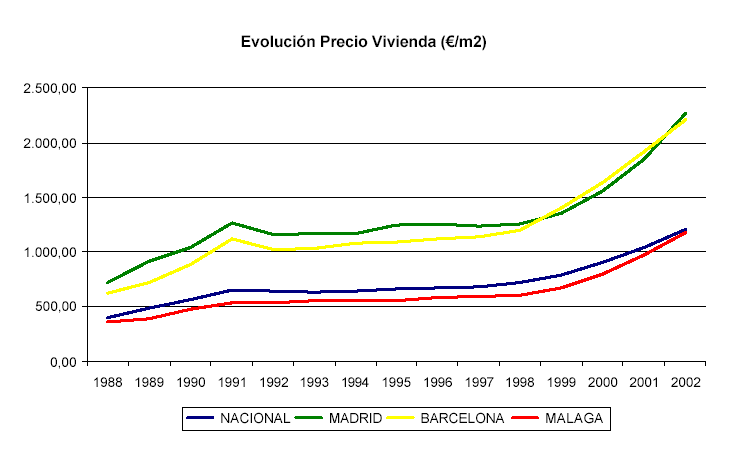 Evolución Precio Vivienda (€/m2)
2.500,00
2.000,00
1.500,00
1.000,00
500,00
0,00
1988 1989 1990 1991 1992 1993 1994 1995 1996 1997 1998 1999 2000 2001 2002
NACIONAL MADRID BARCELONA MALAGA